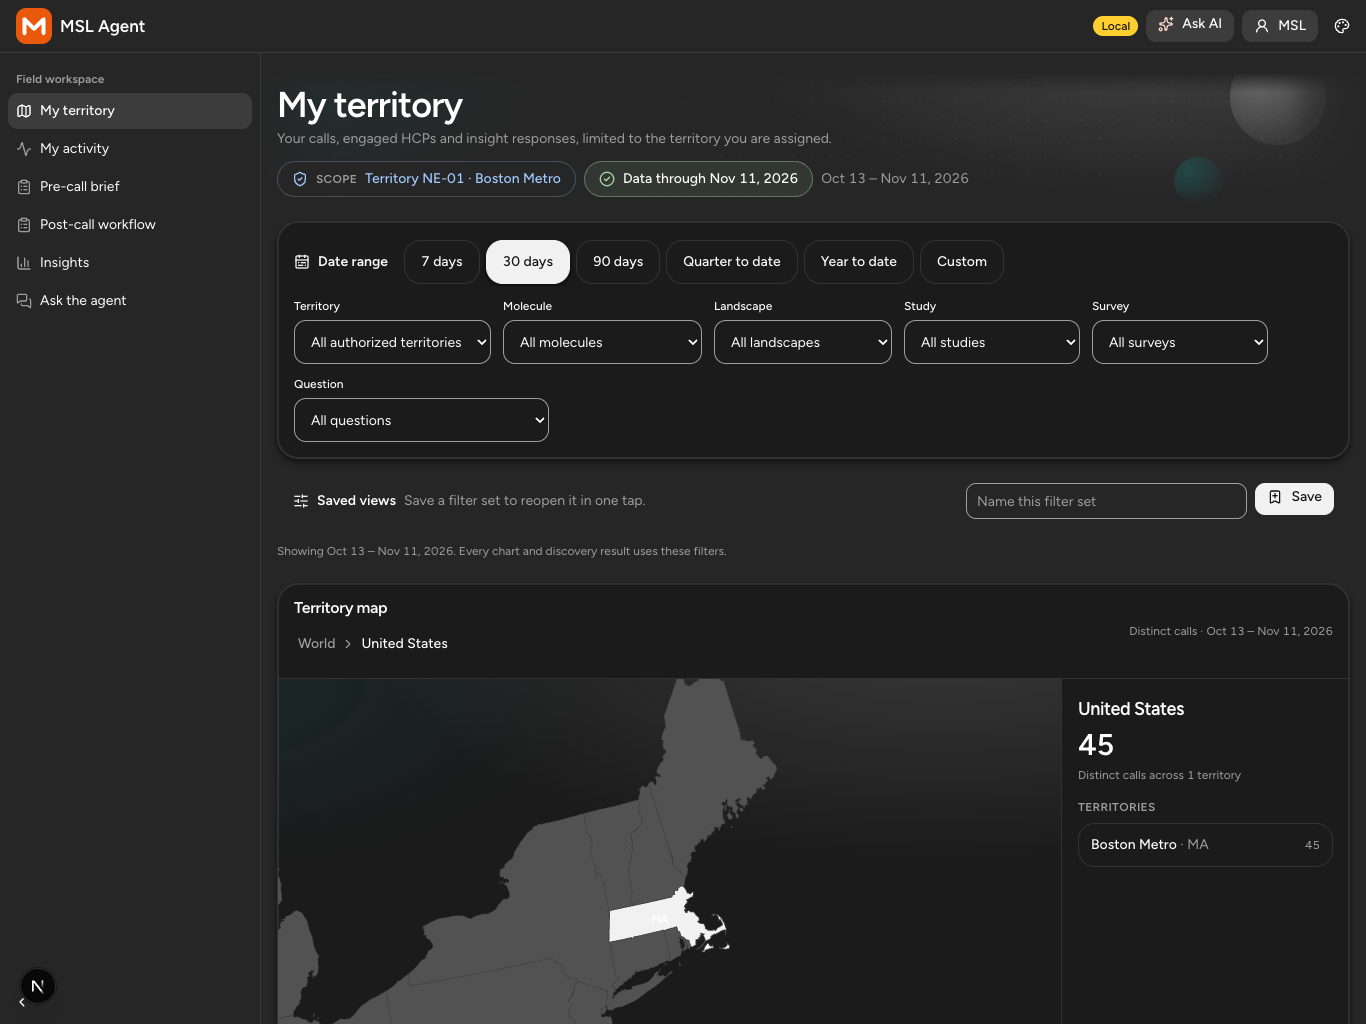 MSL Agent
Local
Ask AI
MSL
Field workspace
My territory
My activity
Pre-call brief
Post-call workflow
Insights
Ask the agent
My territory
Your calls, engaged HCPs and insight responses, limited to the territory you are assigned.
SCOPE Territory NE-01 · Boston Metro
Data through Nov 11, 2026
Oct 13 – Nov 11, 2026
Date range
7 days
30 days
90 days
Quarter to date
Year to date
Custom
Territory
Molecule
Landscape
Study
Survey
All authorized territories
All molecules
All landscapes
All studies
All surveys
Question
All questions
Saved views Save a filter set to reopen it in one tap.
Name this filter set
Save
Showing Oct 13 – Nov 11, 2026. Every chart and discovery result uses these filters.
Territory map
World > United States
Distinct calls · Oct 13 – Nov 11, 2026
MA
United States
45
Distinct calls across 1 territory
TERRITORIES
Boston Metro · MA 45
N